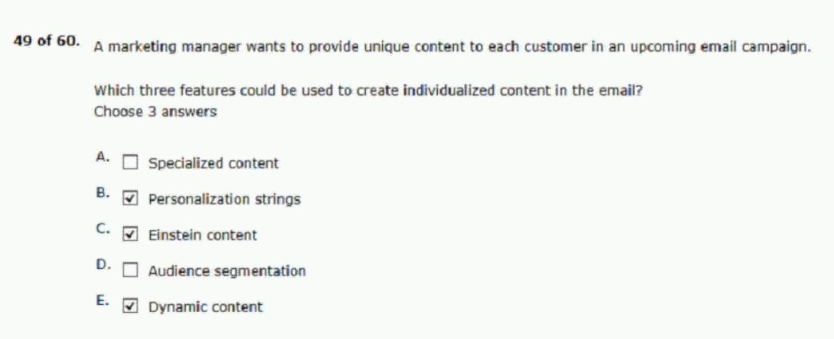 49 of 60. A marketing manager wants to provide unique content to each customer in an upcoming email campaign.
Which three features could be used to create individualized content in the email?
Choose 3 answers
A. Specialized content
B. Personalization strings
C. Einstein content
D. Audience segmentation
E. Dynamic content